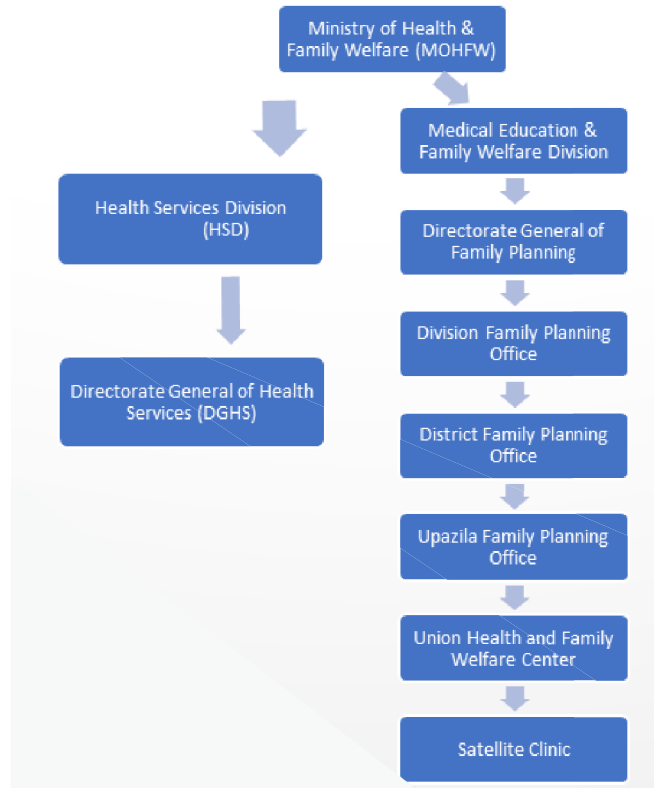 Ministry of Health &
Family Welfare (MOHFW)
Health Services Division
(HSD)
Directorate General of Health
Services (DGHS)
Medical Education &
Family Welfare Division
Directorate General of
Family Planning
Division Family Planning
Office
District Family Planning
Office
Upazila Family Planning
Office
Union Health and Family
Welfare Center
Satellite Clinic